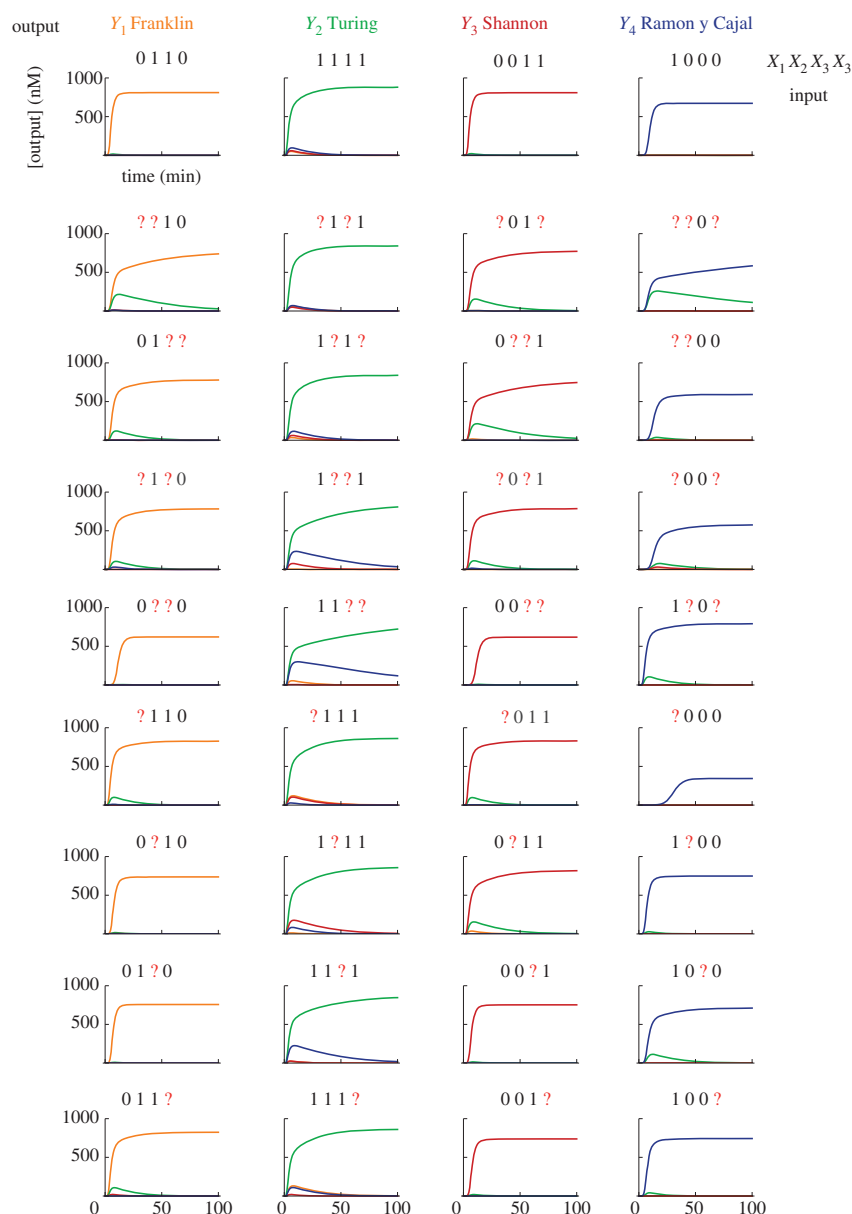 output Y1 Franklin Y2 Turing Y3 Shannon Y4 Ramon y Cajal
0 1 1 0 1 1 1 1 0 0 1 1 1 0 0 0 X1 X2 X3 X3
input
[output] (nM)
1000
500
time (min)
? ? 1 0 ? 1 ? 1 ? 0 1 ? ? ? 0 ?
1000
500
0 1 ? ? 1 ? 1 ? 0 ? ? 1 ? ? 0 0
1000
500
? 1 ? 0 1 ? ? 1 ? 0 ? 1 ? 0 0 ?
1000
500
0 ? ? 0 1 1 ? ? 0 0 ? ? 1 ? 0 ?
1000
500
? 1 1 0 ? 1 1 1 ? 0 1 1 ? 0 0 0
1000
500
0 ? 1 0 1 ? 1 1 0 ? 1 1 1 ? 0 0
1000
500
0 1 ? 0 1 1 ? 1 0 0 ? 1 1 0 ? 0
1000
500
0 1 1 ? 1 1 1 ? 0 0 1 ? 1 0 0 ?
1000
500
0 50 100 0 50 100 0 50 100 0 50 100